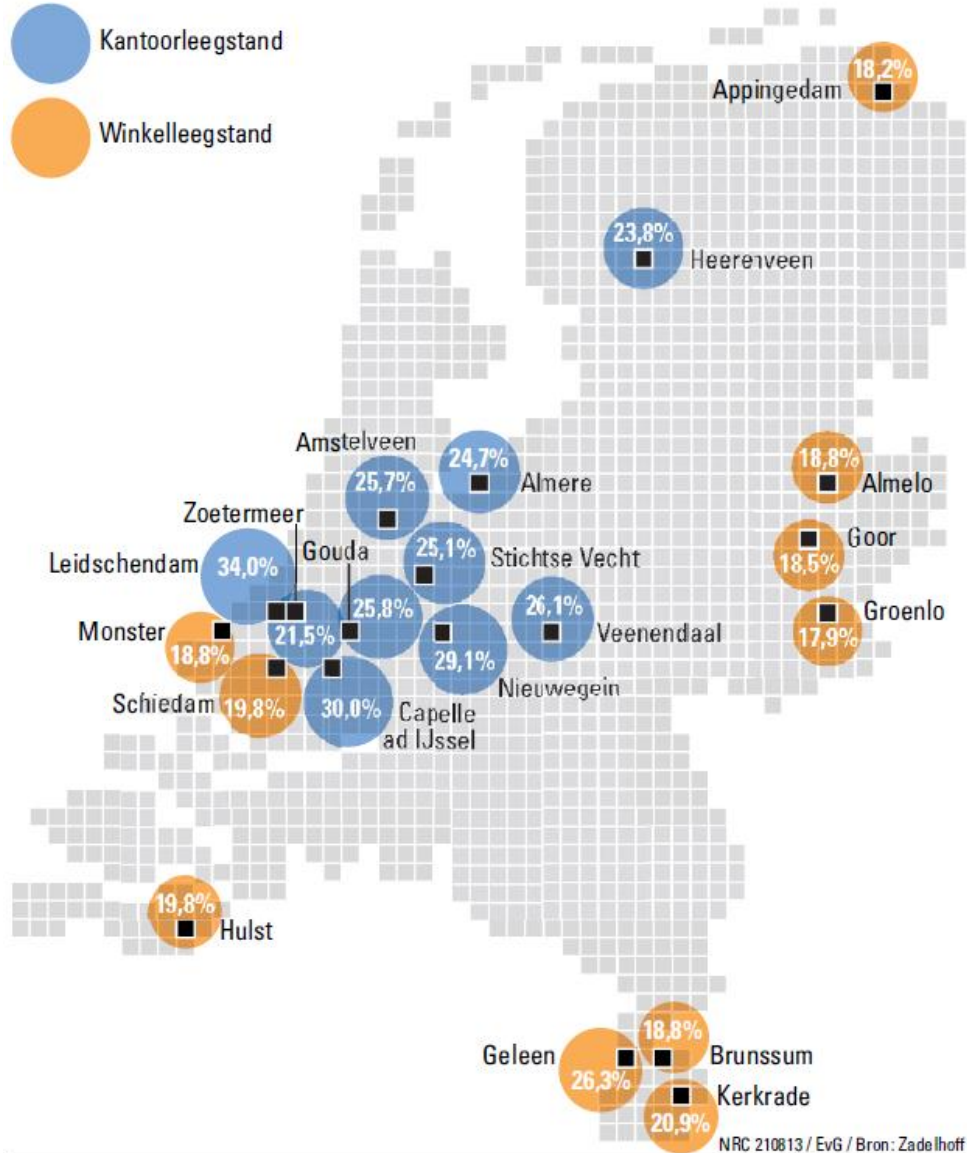 Kantoorleegstand
Winkelleegstand
18,2%
Appingedam
23,8%
Heerenveen
Amstelveen
25,7%
24,7%
Almere
18,8%
Almelo
Zoetermeer
Leidschendam
34,0%
Gouda
25,1%
Stichtse Vecht
Goor
18,5%
Monster
18,8%
21,5%
25,8%
29,1%
Nieuwegein
26,1%
Veenendaal
Groenlo
17,9%
Schiedam
19,8%
30,0%
Capelle
ad IJssel
19,8%
Hulst
Geleen
26,3%
18,8%
Brunssum
Kerkrade
20,9%
NRC 210813 / EvG / Bron: Zadelhoff